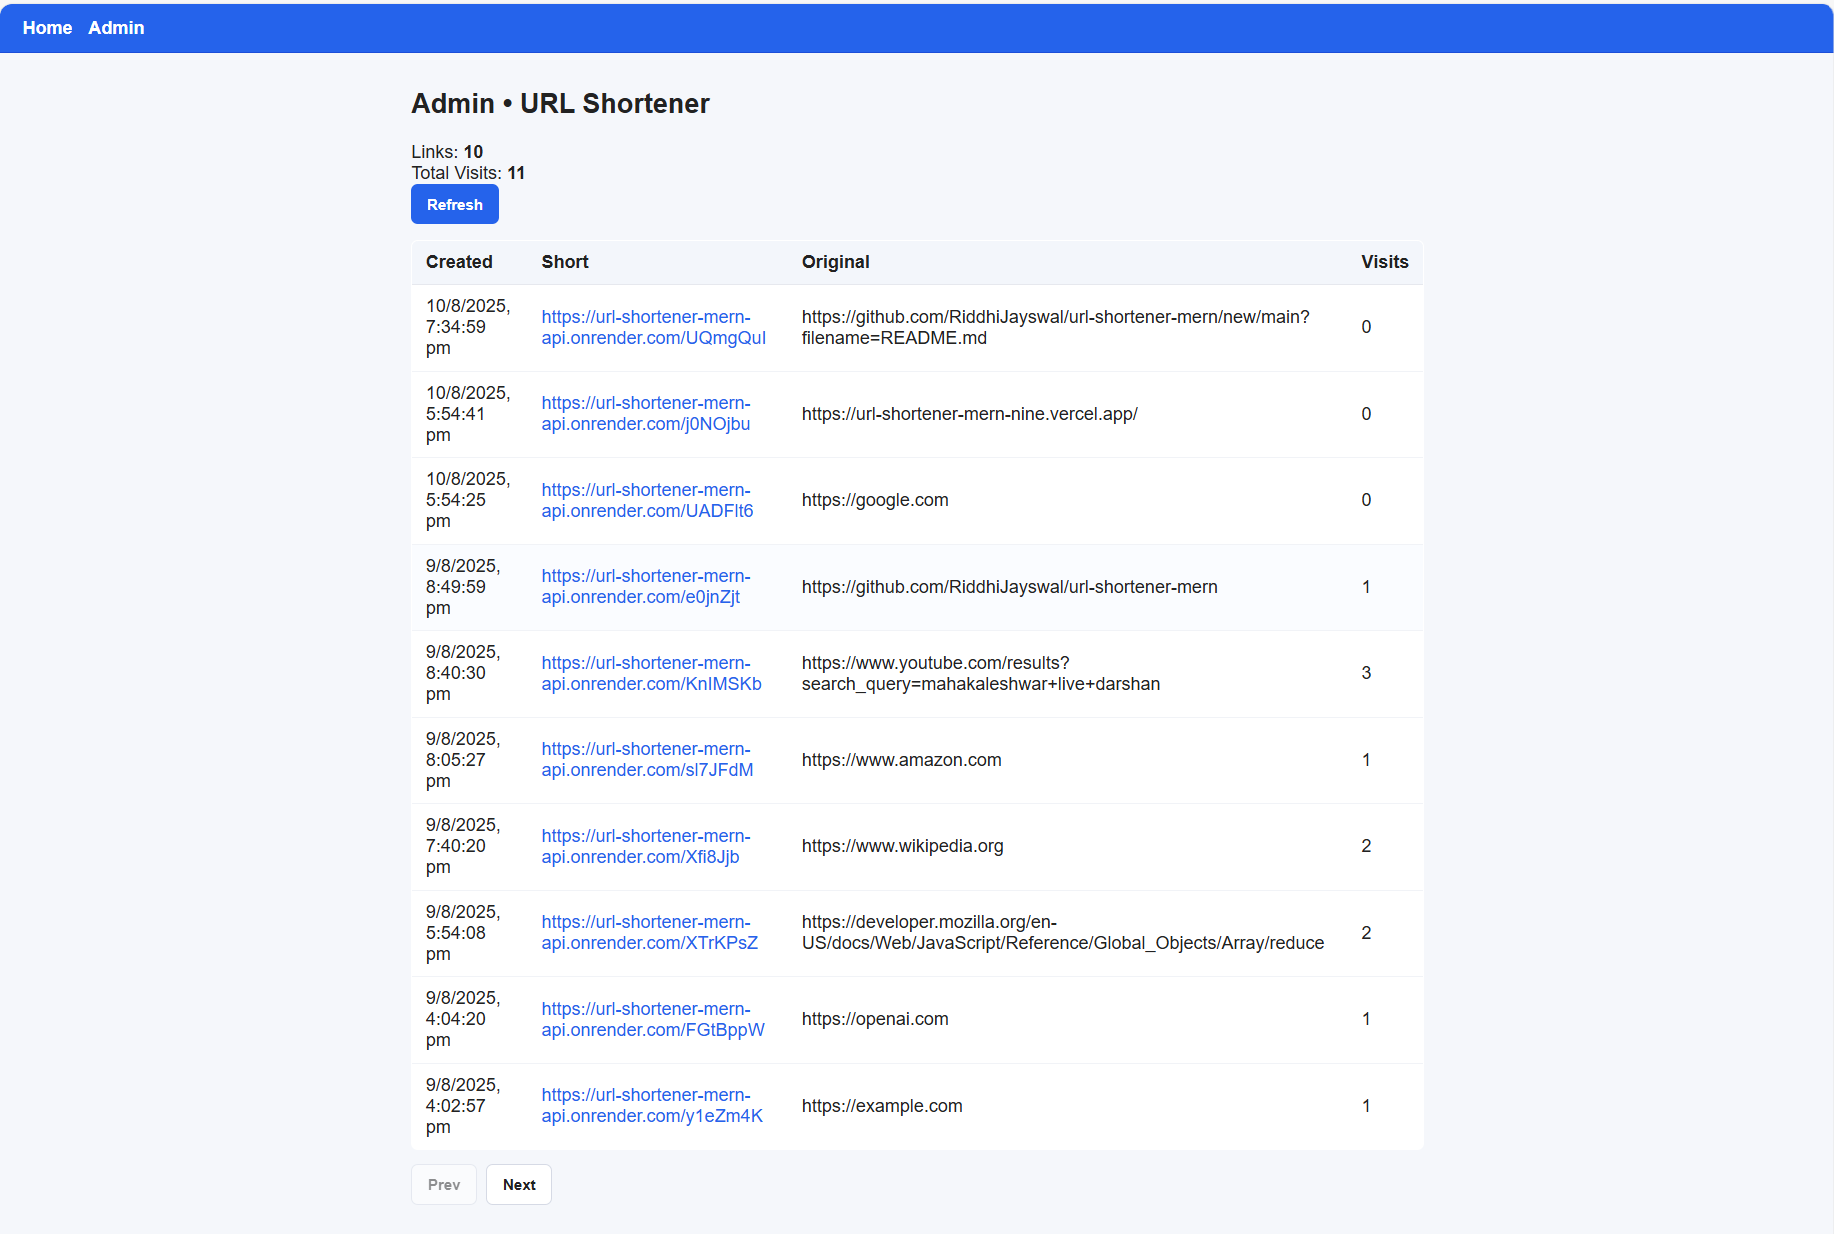 Home Admin
Admin • URL Shortener
Links: 10
Total Visits: 11
Refresh
Created Short Original Visits
10/8/2025,
7:34:59
pm
https://url-shortener-mern-
api.onrender.com/UQmgQuI
https://github.com/RiddhiJayswal/url-shortener-mern/new/main?
filename=README.md
0
10/8/2025,
5:54:41
pm
https://url-shortener-mern-
api.onrender.com/j0NOjbu
https://url-shortener-mern-nine.vercel.app/
0
10/8/2025,
5:54:25
pm
https://url-shortener-mern-
api.onrender.com/UADFlt6
https://google.com
0
9/8/2025,
8:49:59
pm
https://url-shortener-mern-
api.onrender.com/e0jnZjt
https://github.com/RiddhiJayswal/url-shortener-mern
1
9/8/2025,
8:40:30
pm
https://url-shortener-mern-
api.onrender.com/KnIMSKb
https://www.youtube.com/results?
search_query=mahakaleshwar+live+darshan
3
9/8/2025,
8:05:27
pm
https://url-shortener-mern-
api.onrender.com/sl7JFdM
https://www.amazon.com
1
9/8/2025,
7:40:20
pm
https://url-shortener-mern-
api.onrender.com/Xfi8Jjb
https://www.wikipedia.org
2
9/8/2025,
5:54:08
pm
https://url-shortener-mern-
api.onrender.com/XTrKPsZ
https://developer.mozilla.org/en-
US/docs/Web/JavaScript/Reference/Global_Objects/Array/reduce
2
9/8/2025,
4:04:20
pm
https://url-shortener-mern-
api.onrender.com/FGtBppW
https://openai.com
1
9/8/2025,
4:02:57
pm
https://url-shortener-mern-
api.onrender.com/y1eZm4K
https://example.com
1
Prev Next